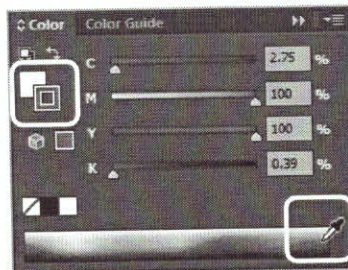 Color Color Guide
C 2.75 %
M 100 %
Y 100 %
K 0.39 %